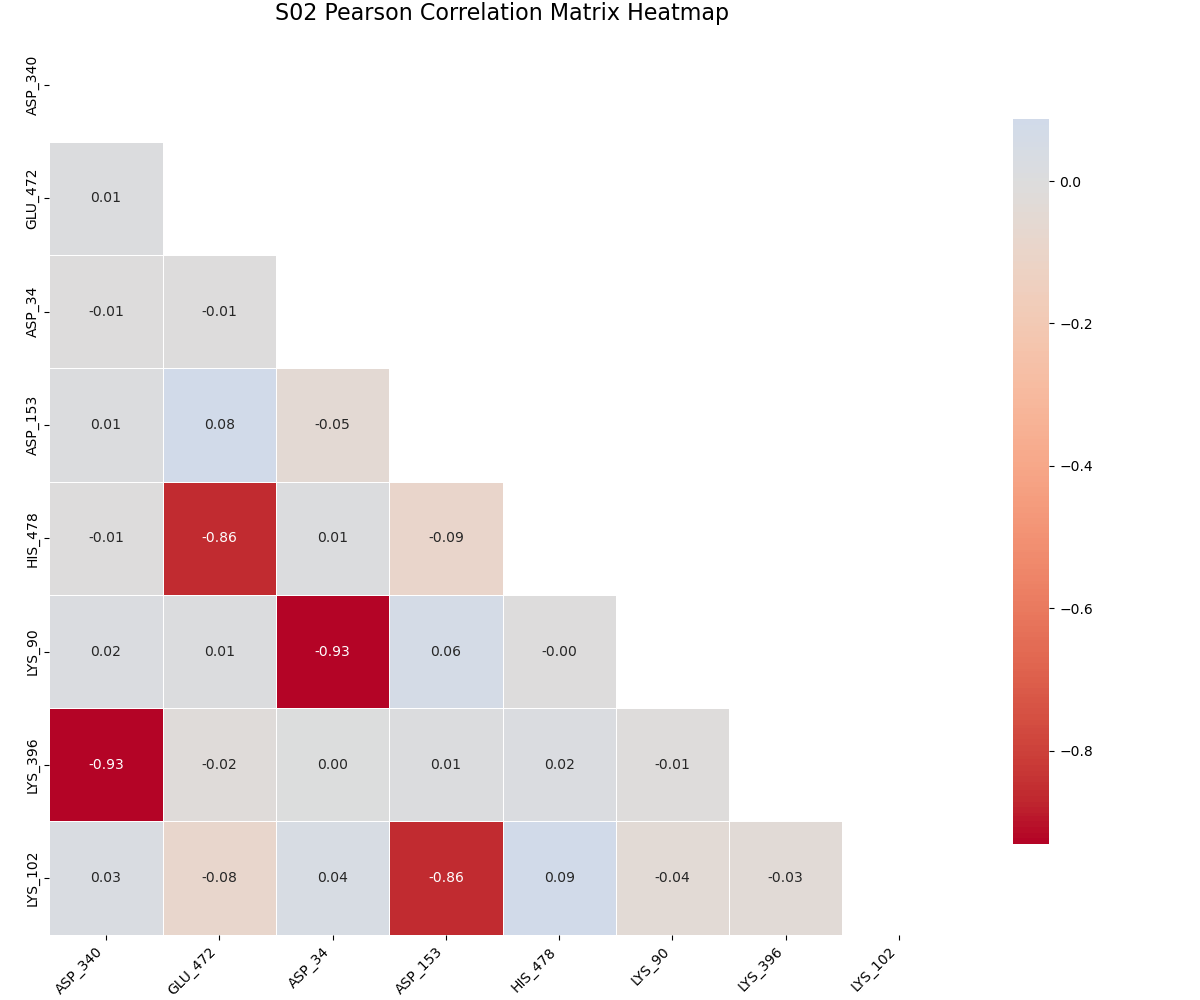 S02 Pearson Correlation Matrix Heatmap
ASP_340
GLU_472
0.01
ASP_34
-0.01 -0.01
ASP_153
0.01 0.08 -0.05
HIS_478
-0.01 -0.86 0.01 -0.09
LYS_90
0.02 0.01 -0.93 0.06 -0.00
LYS_396
-0.93 -0.02 0.00 0.01 0.02 -0.01
LYS_102
0.03 -0.08 0.04 -0.86 0.09 -0.04 -0.03
ASP_340 GLU_472 ASP_34 ASP_153 HIS_478 LYS_90 LYS_396 LYS_102
0.0
−0.2
−0.4
−0.6
−0.8